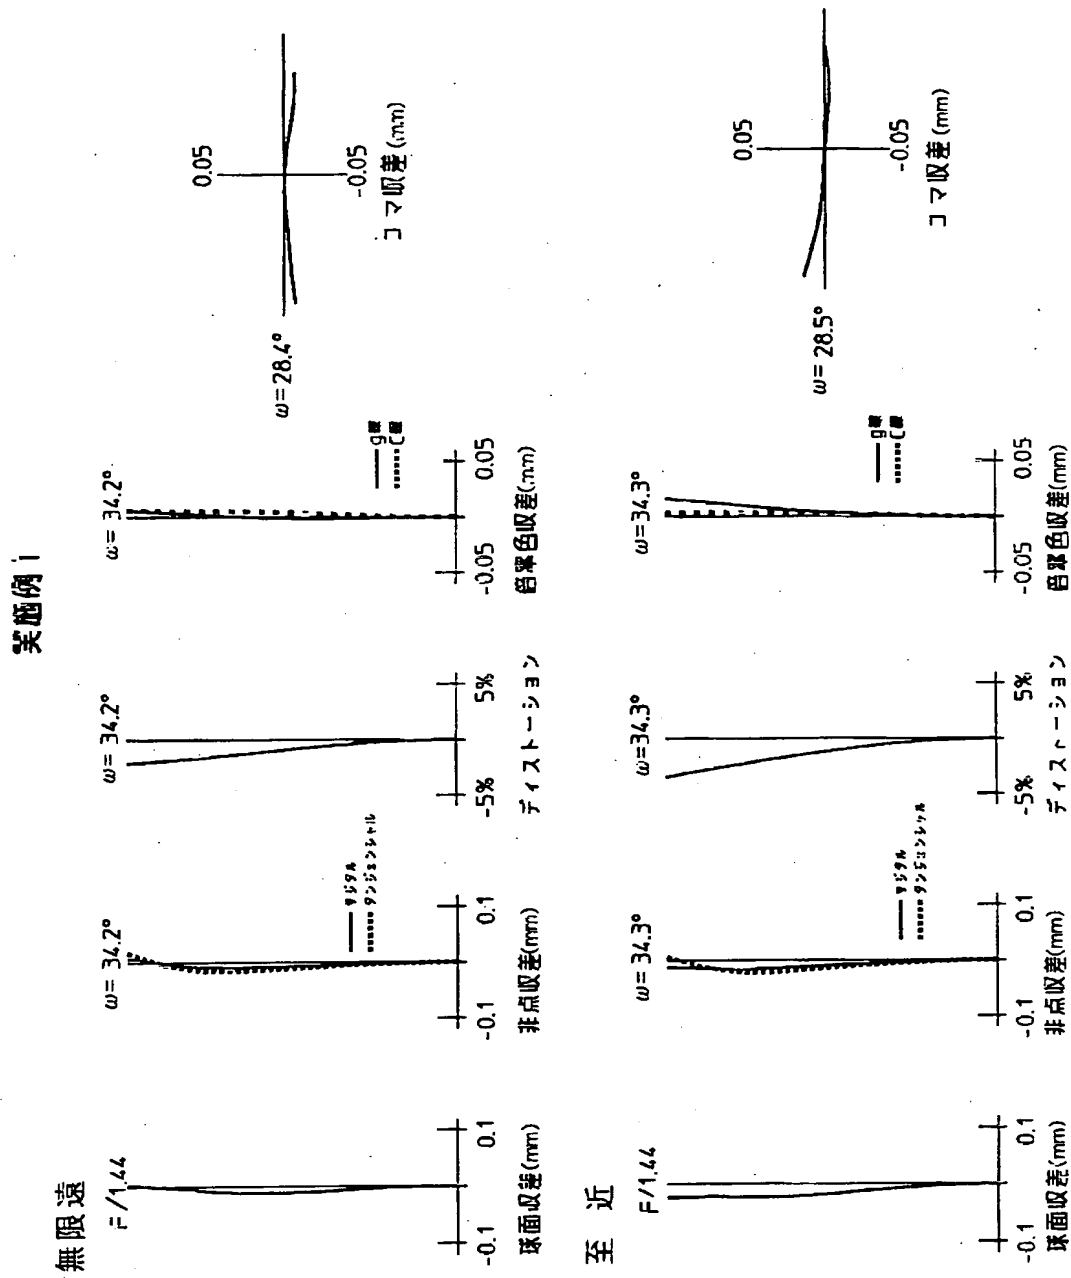 実施例 1
無限遠
F/1.44
-0.1 0.1
球面収差(mm)
ω= 34.2°
サジタル
タンジェンシャル
-0.1 0.1
非点収差(mm)
ω= 34.2°
-5% 5%
ディストーション
ω= 34.2°
g線
C線
-0.05 0.05
倍率色収差(mm)
ω= 28.4°
0.05
-0.05
コマ収差(mm)
至 近
F/1.44
-0.1 0.1
球面収差(mm)
ω= 34.3°
サジタル
タンジェンシャル
-0.1 0.1
非点収差(mm)
ω=34.3°
-5% 5%
ディストーション
ω=34.3°
g線
C線
-0.05 0.05
倍率色収差(mm)
ω= 28.5°
0.05
-0.05
コマ収差(mm)